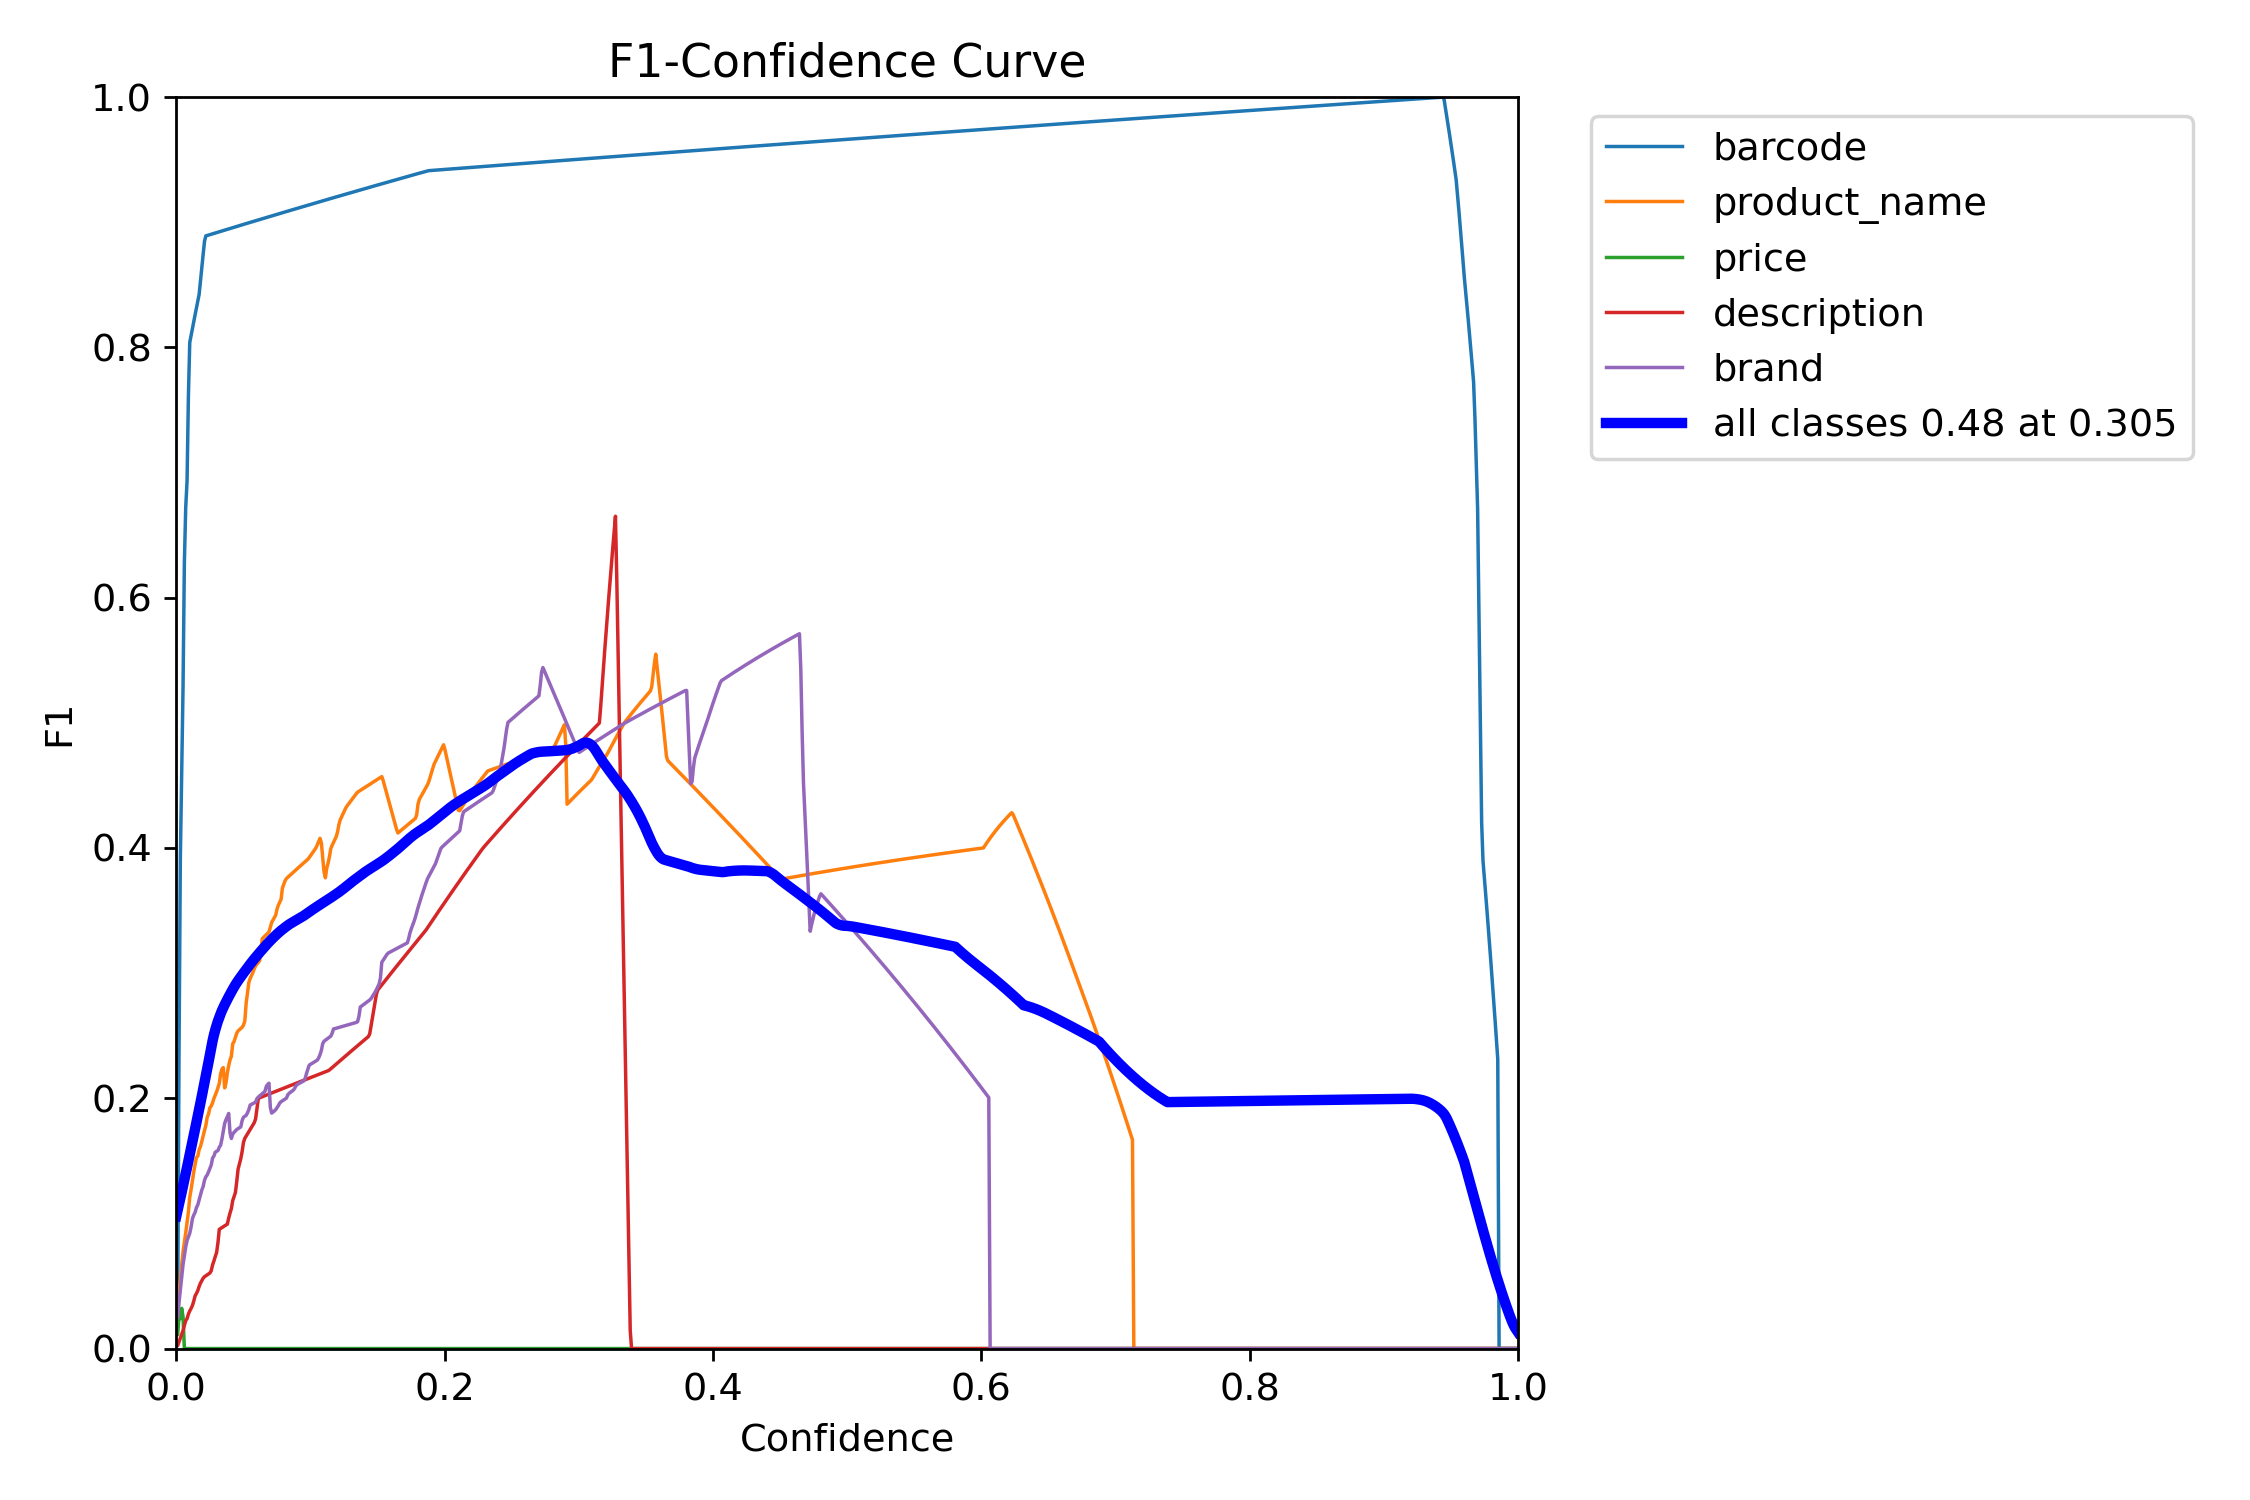 F1-Confidence Curve
1.0
0.8
0.6
0.4
0.2
0.0
F1
0.0 0.2 0.4 0.6 0.8 1.0
Confidence
barcode
product_name
price
description
brand
all classes 0.48 at 0.305